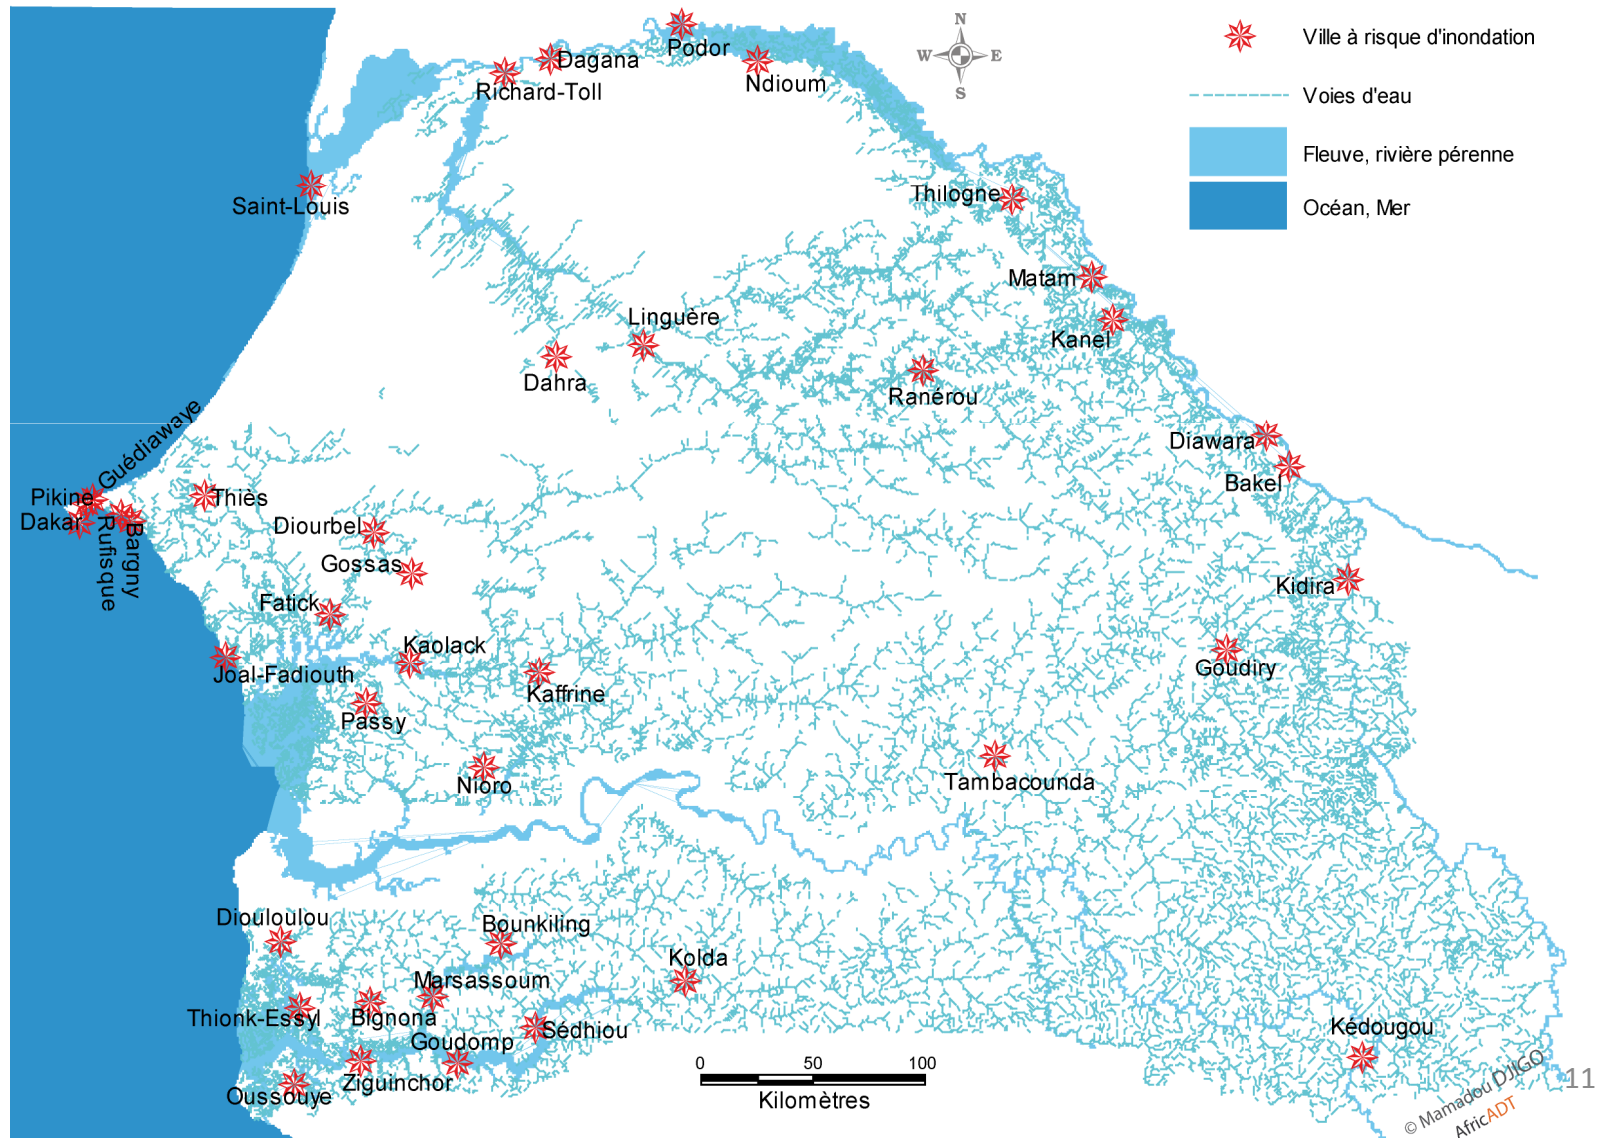 N
W E
S
Ville à risque d'inondation
Voies d'eau
Fleuve, rivière pérenne
Océan, Mer
Podor
Dagana
Richard-Toll
Ndioum
Saint-Louis
Thilogne
Matam
Linguère
Kanel
Dahra
Ranérou
Guédiawaye
Diawara
Bakel
Pikine
Thiès
Dakar
Rufisque
Bargny
Diourbel
Gossas
Kidira
Fatick
Kaolack
Joal-Fadiouth
Goudiry
Kaffrine
Passy
Nioro
Tambacounda
Diouloulou
Bounkiling
Kolda
Marsassoum
Thionk-Essyl
Bignona
Goudomp
Sédhiou
Kédougou
Ziguinchor
Oussouye
0 50 100
Kilomètres
© Mamadou DJIGO
AfricADT
11